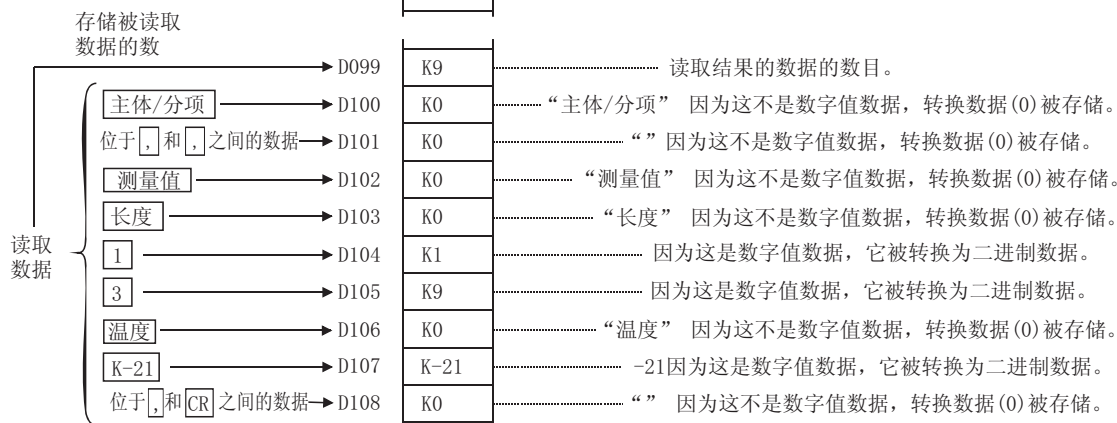 存储被读取
数据的数
D099 K9 读取结果的数据的数目。
主体/分项 D100 K0 “主体/分项” 因为这不是数字值数据，转换数据(0)被存储。
位于 , 和 , 之间的数据 D101 K0 “”因为这不是数字值数据，转换数据(0)被存储。
测量值 D102 K0 “测量值” 因为这不是数字值数据，转换数据(0)被存储。
长度 D103 K0 “长度” 因为这不是数字值数据，转换数据(0)被存储。
读取
数据
1 D104 K1 因为这是数字值数据，它被转换为二进制数据。
3 D105 K9 因为这是数字值数据，它被转换为二进制数据。
温度 D106 K0 “温度” 因为这不是数字值数据，转换数据(0)被存储。
K-21 D107 K-21 -21因为这是数字值数据，它被转换为二进制数据。
位于 , 和 CR 之间的数据 D108 K0 “” 因为这不是数字值数据，转换数据(0)被存储。